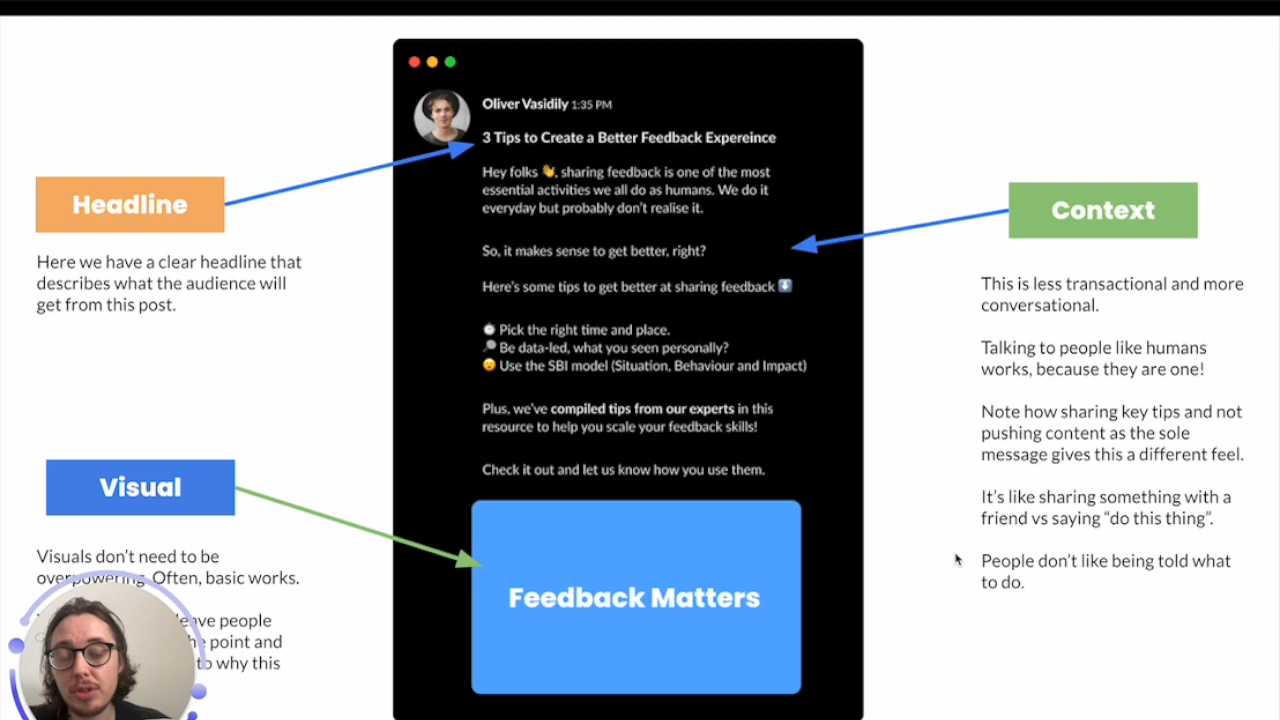 Oliver Vasidily 1:35 PM
3 Tips to Create a Better Feedback Expereince
Hey folks 👋, sharing feedback is one of the most
essential activities we all do as humans. We do it
everyday but probably don't realise it.
So, it makes sense to get better, right?
Here's some tips to get better at sharing feedback ⬇️
⏱️ Pick the right time and place.
🔎 Be data-led, what you seen personally?
😮 Use the SBI model (Situation, Behaviour and Impact)
Plus, we've compiled tips from our experts in this
resource to help you scale your feedback skills!
Check it out and let us know how you use them.
Feedback Matters
Headline
Here we have a clear headline that
describes what the audience will
get from this post.
Visual
Visuals don't need to be
overpowering. Often, basic works.
leave people
the point and
to why this
Context
This is less transactional and more
conversational.
Talking to people like humans
works, because they are one!
Note how sharing key tips and not
pushing content as the sole
message gives this a different feel.
It's like sharing something with a
friend vs saying “do this thing”.
People don't like being told what
to do.